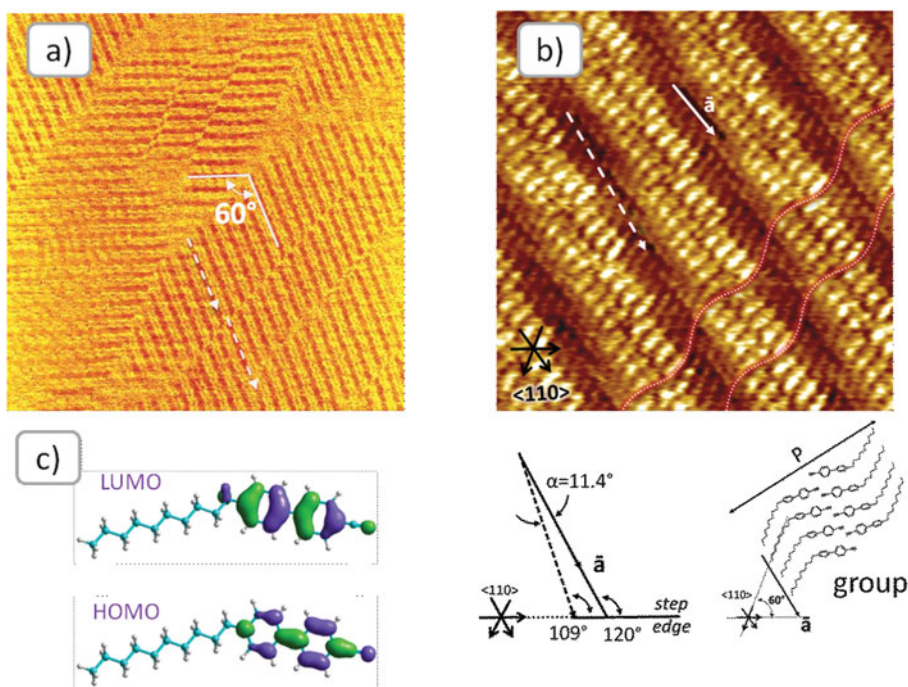 a)
60°
b)
ā
<110>
c)
LUMO
HOMO
α=11.4°
ā
<110>
step
edge
109°
120°
P
group
<110>
60°
ā